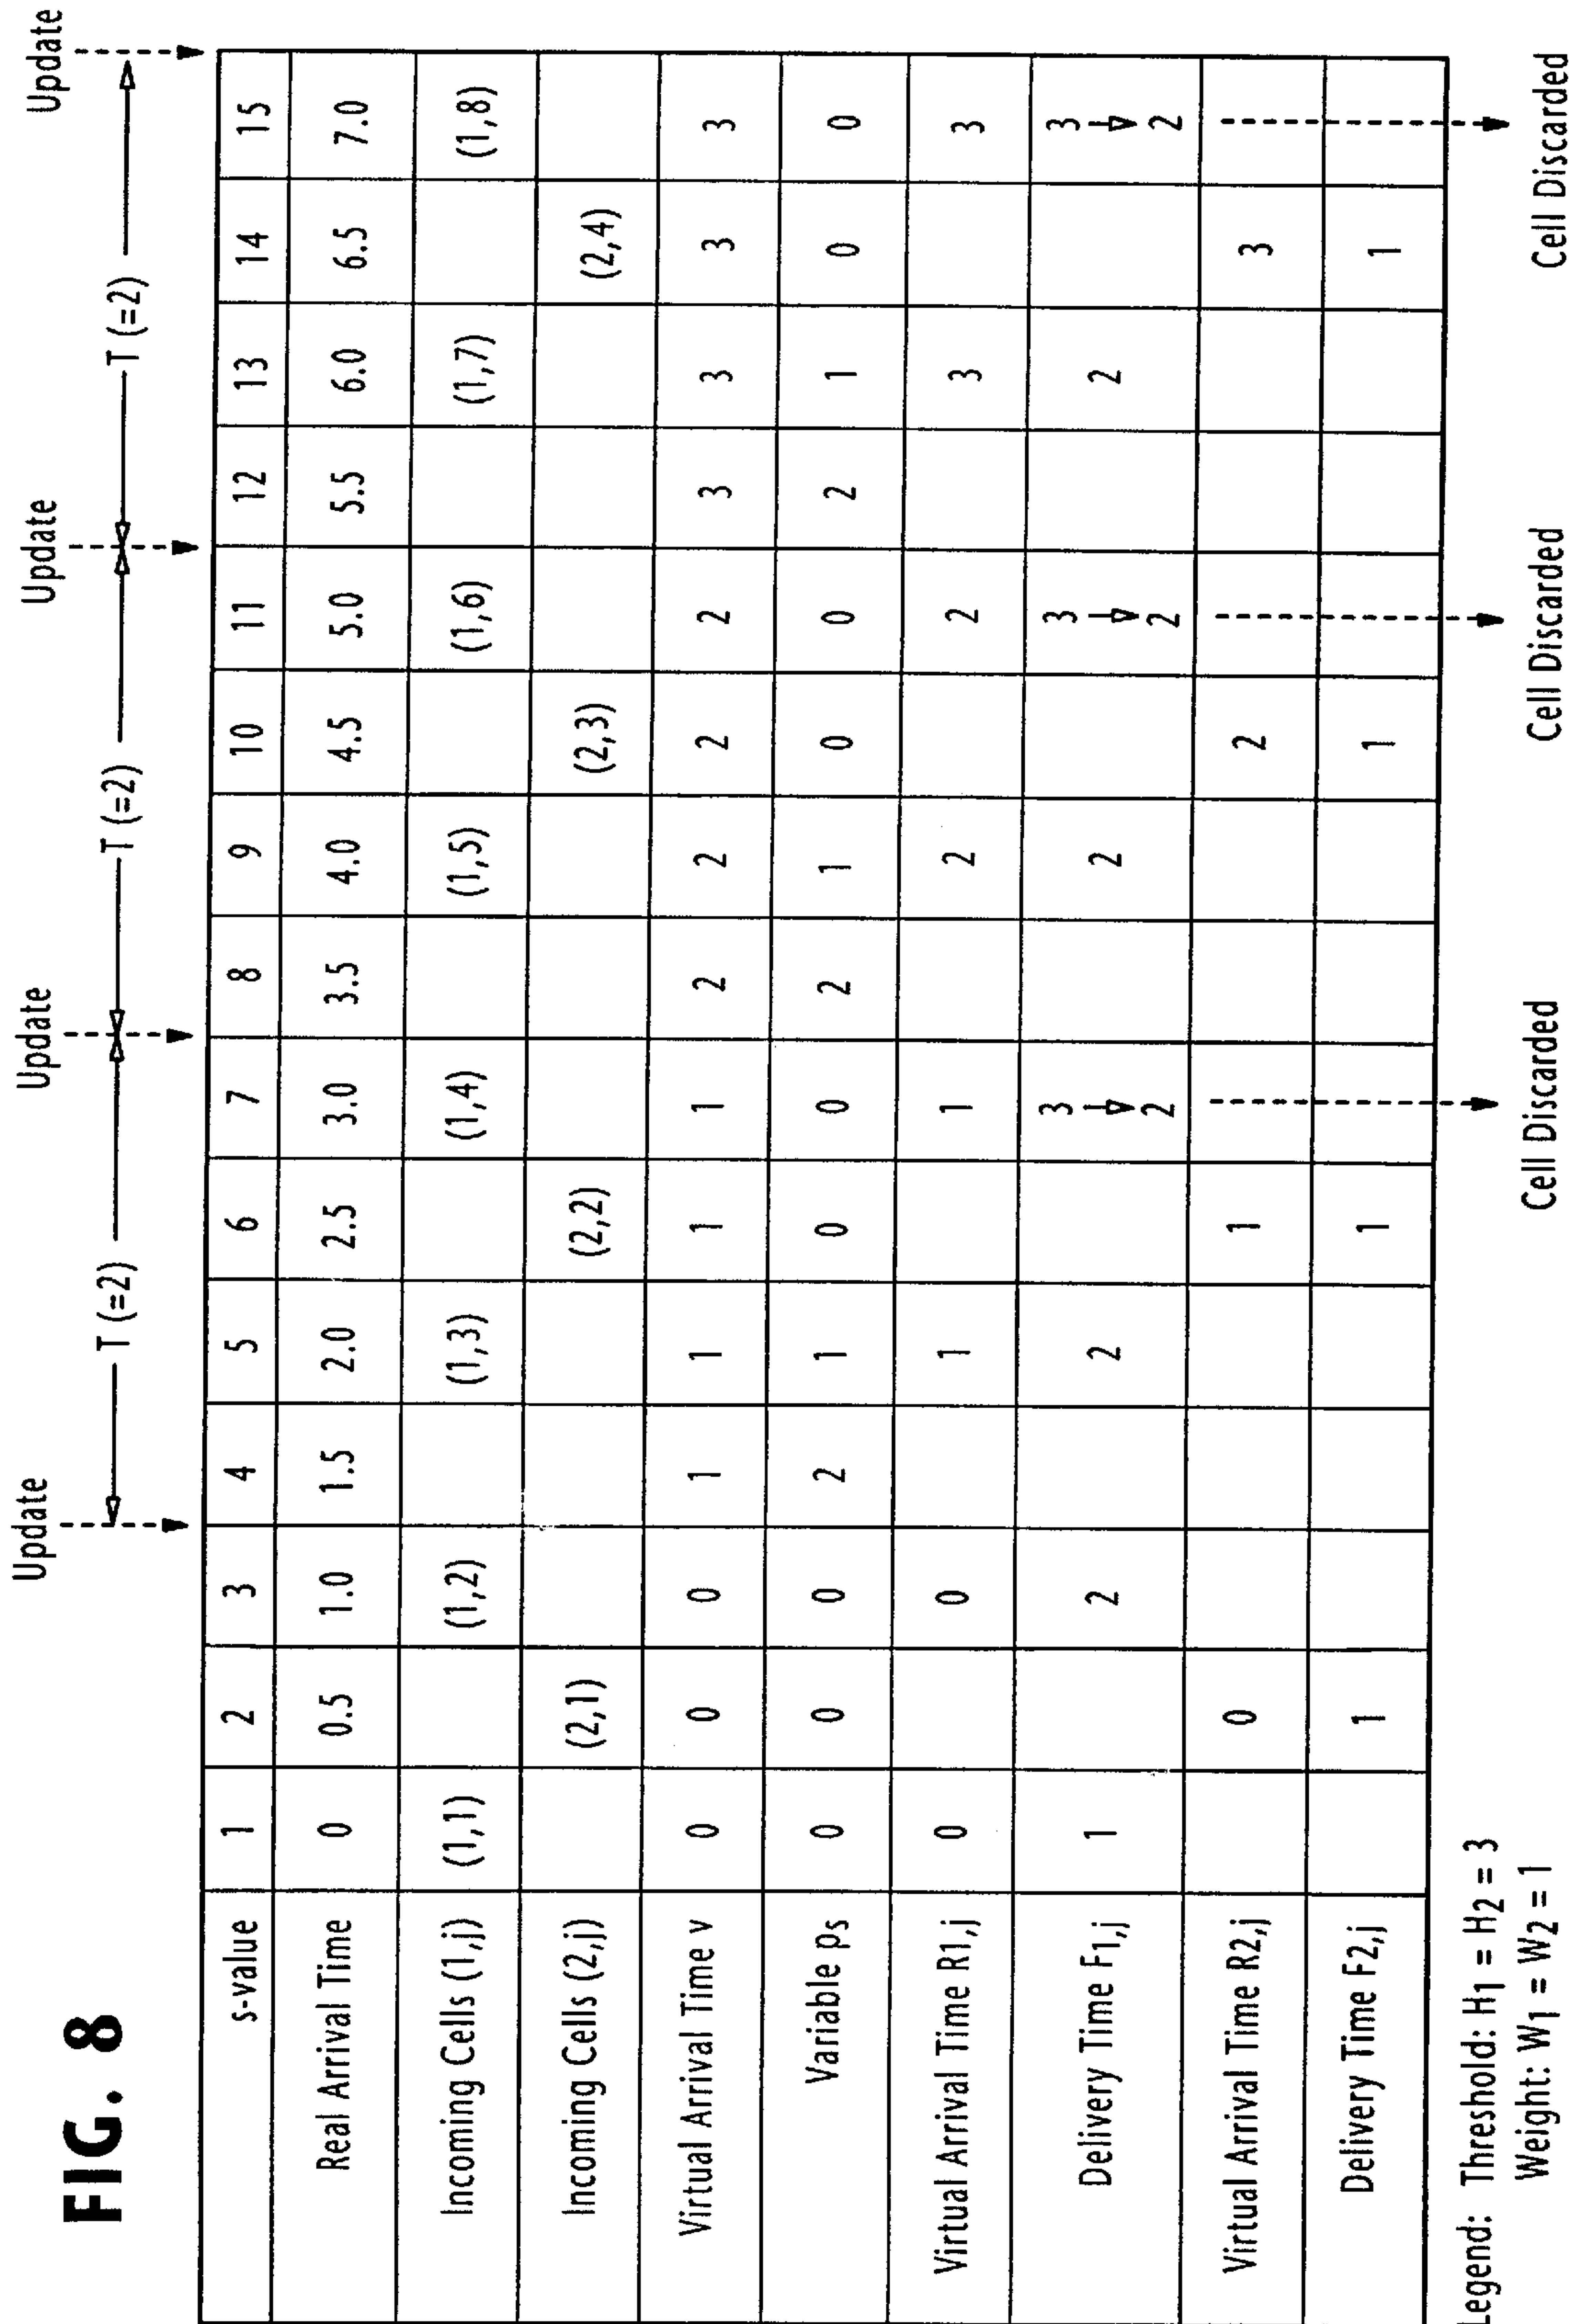 FIG. 8
Update Update Update Update
T (=2) T (=2) T (=2)
s-value 1 2 3 4 5 6 7 8 9 10 11 12 13 14 15
Real Arrival Time 0 0.5 1.0 1.5 2.0 2.5 3.0 3.5 4.0 4.5 5.0 5.5 6.0 6.5 7.0
Incoming Cells (1,j) (1,1) (1,2) (1,3) (1,4) (1,5) (1,6) (1,7) (1,8)
Incoming Cells (2,j) (2,1) (2,2) (2,3) (2,4)
Virtual Arrival Time v 0 0 0 1 1 1 1 2 2 2 2 3 3 3 3
Variable ps 0 0 0 2 1 0 0 2 1 0 0 2 1 0 0
Virtual Arrival Time R1,j 0 0 1 1 2 2 3 3
Delivery Time F1,j 1 2 2 3 2 2 3 2 2 3 2
Virtual Arrival Time R2,j 0 1 2 3
Delivery Time F2,j 1 1 1 1
Cell Discarded Cell Discarded Cell Discarded
Legend: Threshold: H1 = H2 = 3
Weight: W1 = W2 = 1